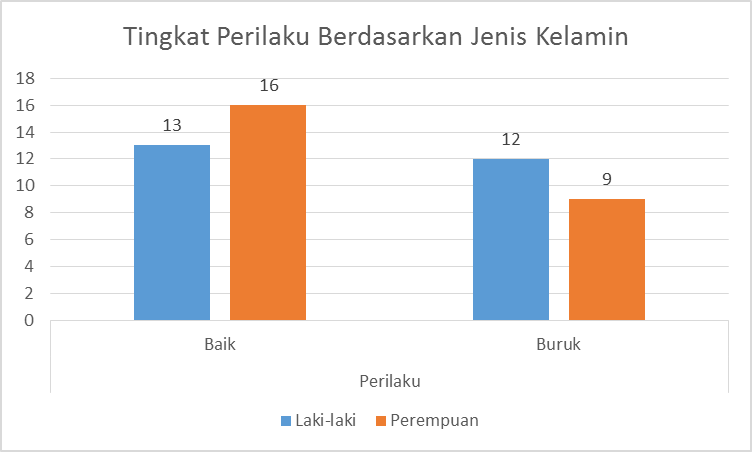 Tingkat Perilaku Berdasarkan Jenis Kelamin
18
16
14
12
10
8
6
4
2
0
13
16
12
9
Baik
Buruk
Perilaku
Laki-laki
Perempuan